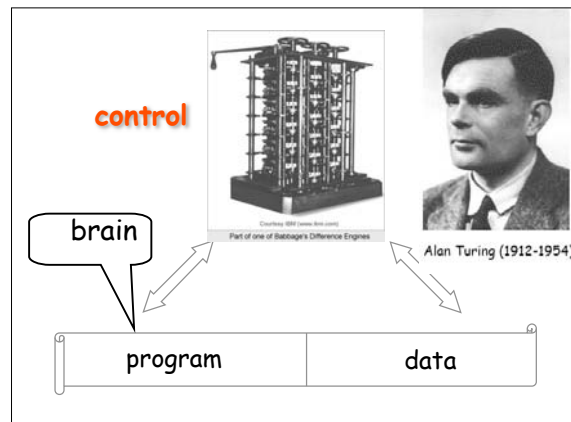 control
Courtesy IBM (www.ibm.com)
Part of one of Babbage's Difference Engines
Alan Turing (1912-1954)
brain
program
data